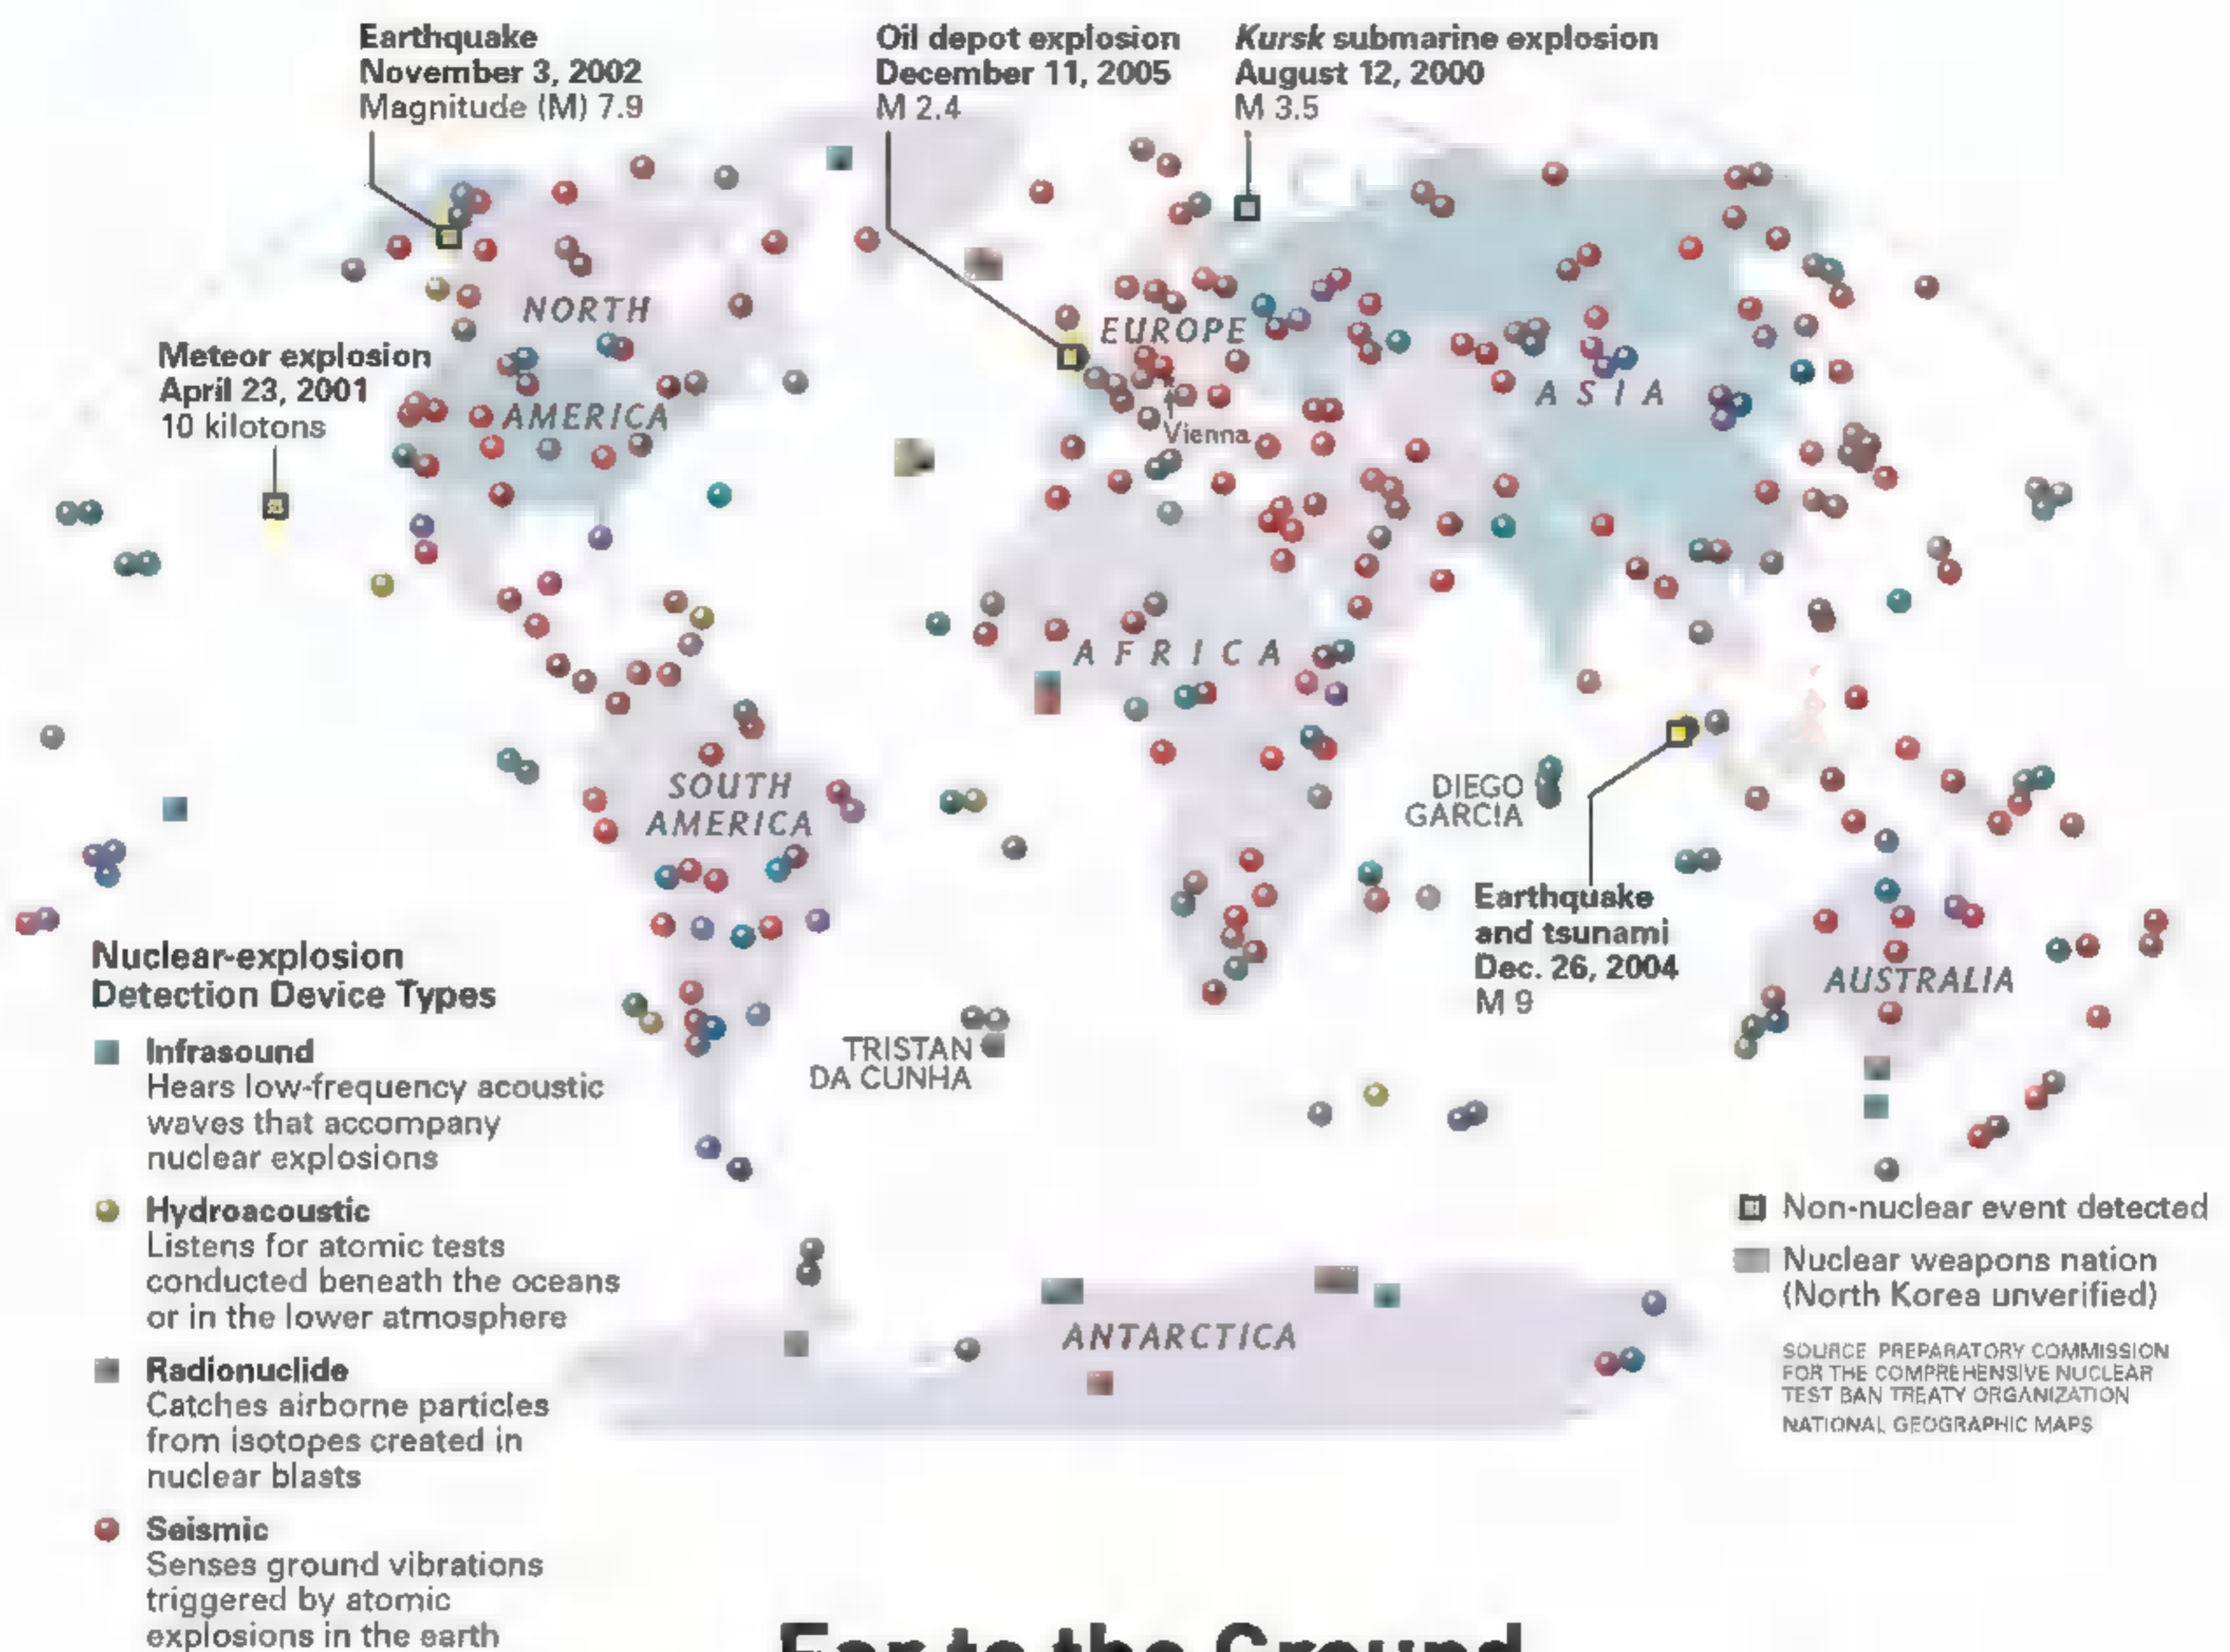 Earthquake
November 3, 2002
Magnitude (M) 7.9
Oil depot explosion
December 11, 2005
M 2.4
Kursk submarine explosion
August 12, 2000
M 3.5
Meteor explosion
April 23, 2001
10 kilotons
NORTH
AMERICA
EUROPE
Vienna
ASIA
AFRICA
SOUTH
AMERICA
DIEGO
GARCIA
Earthquake
and tsunami
Dec. 26, 2004
M 9
AUSTRALIA
TRISTAN
DA CUNHA
ANTARCTICA
Nuclear-explosion
Detection Device Types
Infrasound
Hears low-frequency acoustic
waves that accompany
nuclear explosions
Hydroacoustic
Listens for atomic tests
conducted beneath the oceans
or in the lower atmosphere
Radionuclide
Catches airborne particles
from isotopes created in
nuclear blasts
Seismic
Senses ground vibrations
triggered by atomic
explosions in the earth
Non-nuclear event detected
Nuclear weapons nation
(North Korea unverified)
SOURCE PREPARATORY COMMISSION
FOR THE COMPREHENSIVE NUCLEAR
TEST BAN TREATY ORGANIZATION
NATIONAL GEOGRAPHIC MAPS
Ear to the Ground